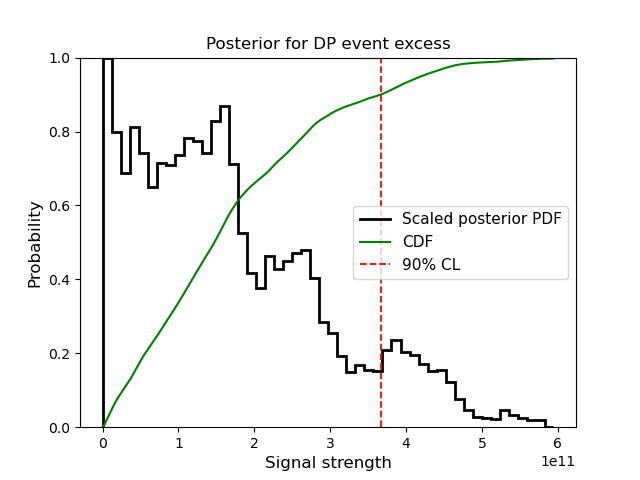 Posterior for DP event excess
1.0
0.8
0.6
0.4
0.2
0.0
Probability
Scaled posterior PDF
CDF
90% CL
0 1 2 3 4 5 6
1e11
Signal strength